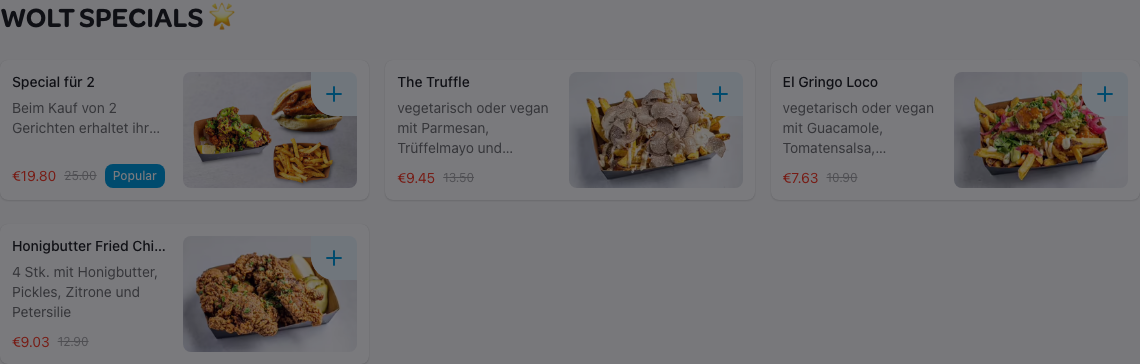 WOLT SPECIALS 🌟
Special für 2
Beim Kauf von 2
Gerichten erhaltet ihr...
€19.80 25.00 Popular
The Truffle
vegetarisch oder vegan
mit Parmesan,
Trüffelmayo und...
€9.45 13.50
El Gringo Loco
vegetarisch oder vegan
mit Guacamole,
Tomatensalsa,...
€7.63 10.90
Honigbutter Fried Chi...
4 Stk. mit Honigbutter,
Pickles, Zitrone und
Petersilie
€9.03 12.90